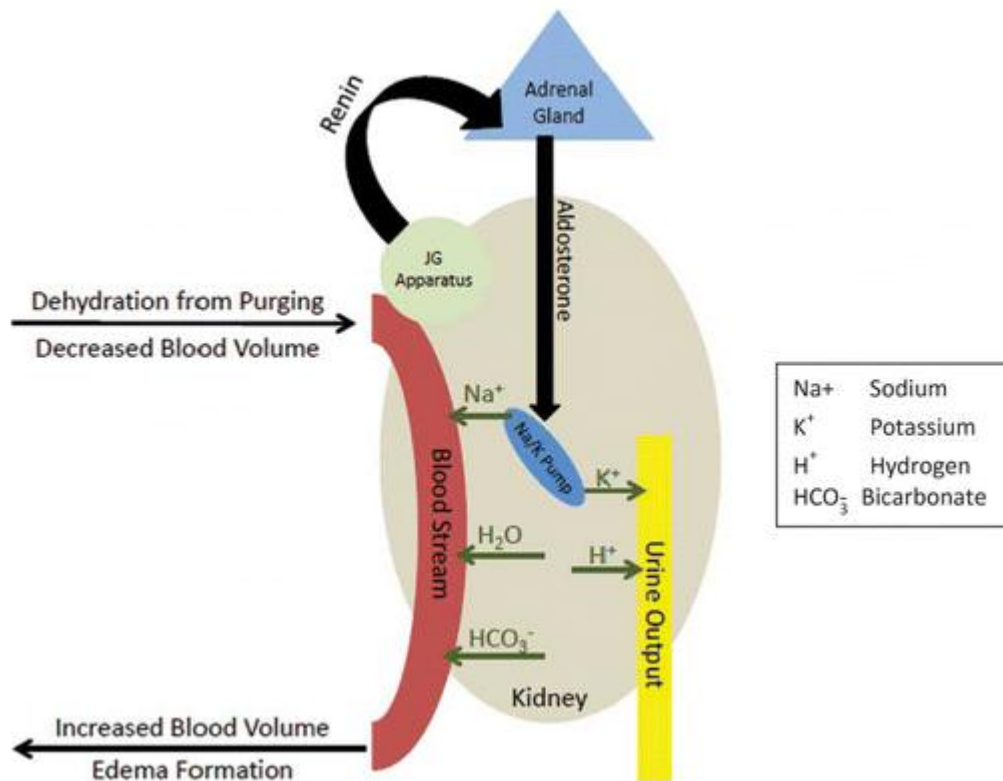 Renin
Adrenal
Gland
JG
Apparatus
Aldosterone
Dehydration from Purging
Decreased Blood Volume
Na⁺
Na/K Pump
K⁺
Blood Stream
H₂O
H⁺
HCO₃⁻
Urine Output
Kidney
Increased Blood Volume
Edema Formation
Na+ Sodium
K⁺ Potassium
H⁺ Hydrogen
HCO₃⁻ Bicarbonate